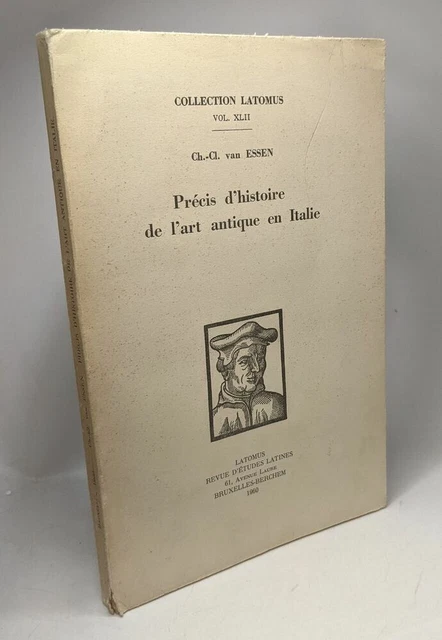 COLLECTION LATOMUS
VOL. XLII
Ch.-Cl. van ESSEN
Précis d'histoire
de l'art antique en Italie
LATOMUS
REVUE D'ÉTUDES LATINES
61, AVENUE LAURE
BRUXELLES-BERCHEM
1960